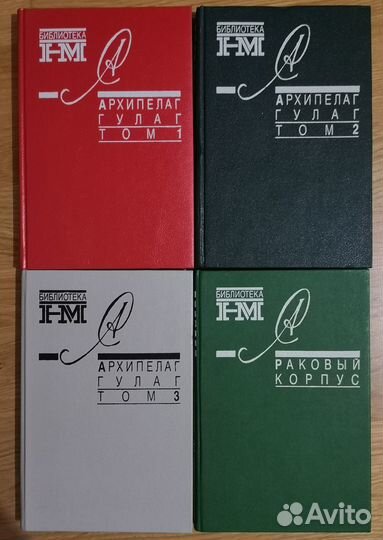 БИБЛИОТЕКА
НМ
АРХИПЕЛАГ
ГУЛАГ
ТОМ 1
БИБЛИОТЕКА
НМ
АРХИПЕЛАГ
ГУЛАГ
ТОМ 2
БИБЛИОТЕКА
НМ
АРХИПЕЛАГ
ГУЛАГ
ТОМ 3
БИБЛИОТЕКА
НМ
РАКОВЫЙ
КОРПУС
Avito